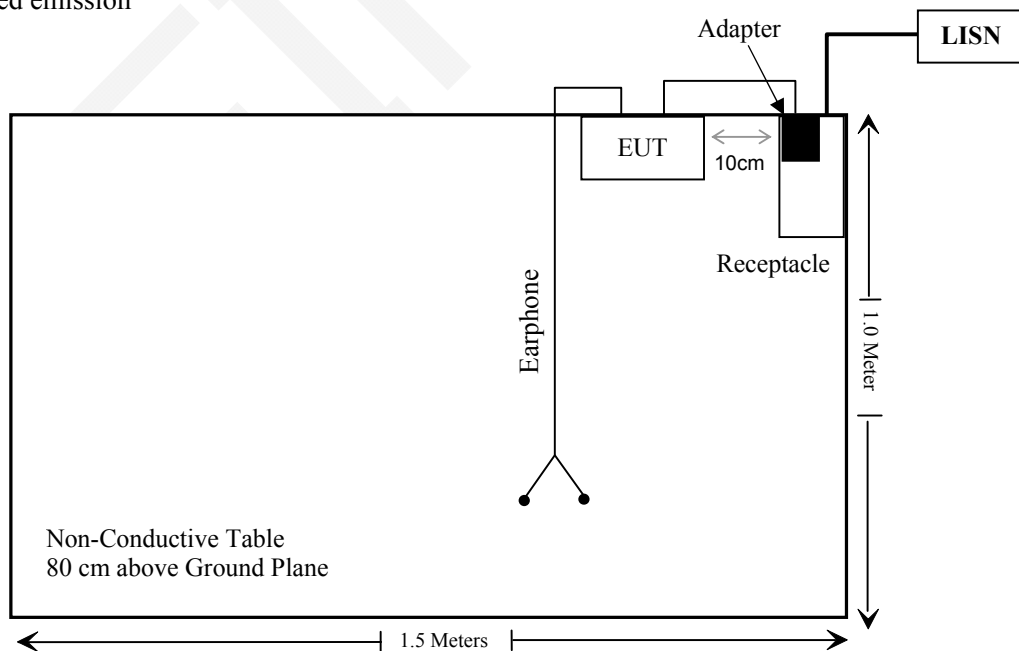 emission
Adapter
LISN
EUT
10cm
Receptacle
Earphone
1.0 Meter
Non-Conductive Table
80 cm above Ground Plane
1.5 Meters